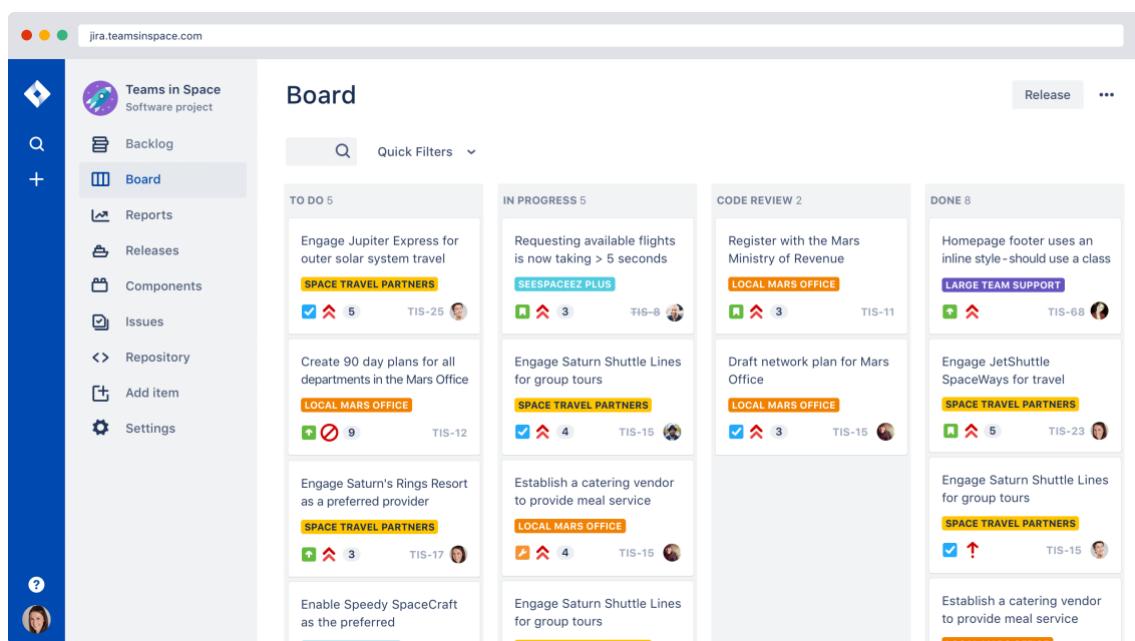 jira.teamsinspace.com
Teams in Space
Software project
Backlog
Board
Reports
Releases
Components
Issues
Repository
Add item
Settings
Board
Release
Quick Filters
TO DO 5
Engage Jupiter Express for
outer solar system travel
SPACE TRAVEL PARTNERS
5
TIS-25
Create 90 day plans for all
departments in the Mars Office
LOCAL MARS OFFICE
9
TIS-12
Engage Saturn's Rings Resort
as a preferred provider
SPACE TRAVEL PARTNERS
3
TIS-17
Enable Speedy SpaceCraft
as the preferred
IN PROGRESS 5
Requesting available flights
is now taking > 5 seconds
SEESPACEEZ PLUS
3
TIS-8
Engage Saturn Shuttle Lines
for group tours
SPACE TRAVEL PARTNERS
4
TIS-15
Establish a catering vendor
to provide meal service
LOCAL MARS OFFICE
4
TIS-15
Engage Saturn Shuttle Lines
for group tours
CODE REVIEW 2
Register with the Mars
Ministry of Revenue
LOCAL MARS OFFICE
3
TIS-11
Draft network plan for Mars
Office
LOCAL MARS OFFICE
3
TIS-15
DONE 8
Homepage footer uses an
inline style-should use a class
LARGE TEAM SUPPORT
TIS-68
Engage JetShuttle
SpaceWays for travel
SPACE TRAVEL PARTNERS
5
TIS-23
Engage Saturn Shuttle Lines
for group tours
SPACE TRAVEL PARTNERS
TIS-15
Establish a catering vendor
to provide meal service